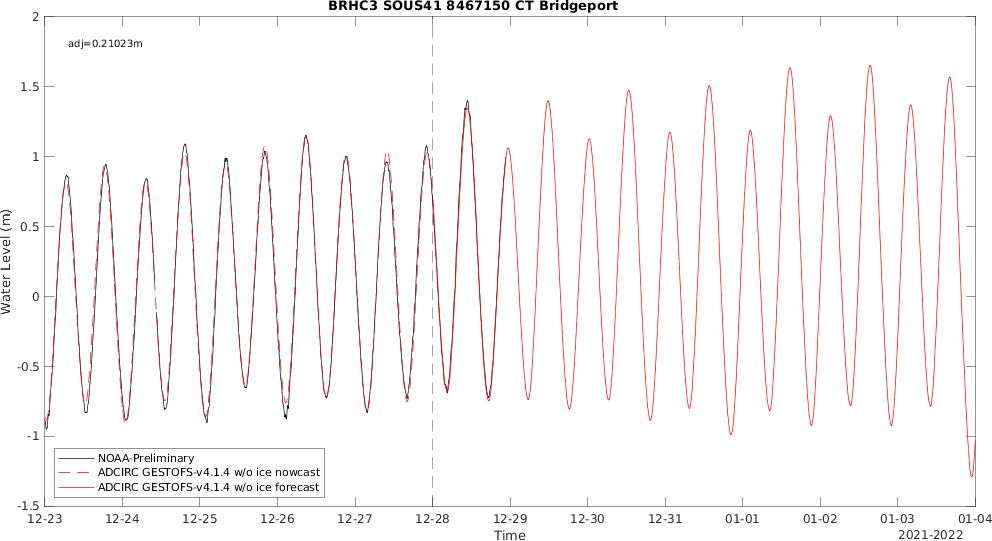 BRHC3 SOUS41 8467150 CT Bridgeport
adj=0.21023m
Water Level (m)
2
1.5
1
0.5
0
-0.5
-1
-1.5
NOAA-Preliminary
ADCIRC GESTOFS-v4.1.4 w/o ice nowcast
ADCIRC GESTOFS-v4.1.4 w/o ice forecast
12-23 12-24 12-25 12-26 12-27 12-28 12-29 12-30 12-31 01-01 01-02 01-03 01-04
Time
2021-2022